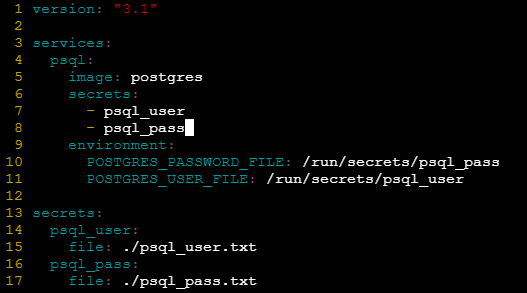 1 version: "3.1"
2
3 services:
4   psql:
5     image: postgres
6     secrets:
7       - psql_user
8       - psql_pass
9     environment:
10       POSTGRES_PASSWORD_FILE: /run/secrets/psql_pass
11       POSTGRES_USER_FILE: /run/secrets/psql_user
12
13 secrets:
14   psql_user:
15     file: ./psql_user.txt
16   psql_pass:
17     file: ./psql_pass.txt